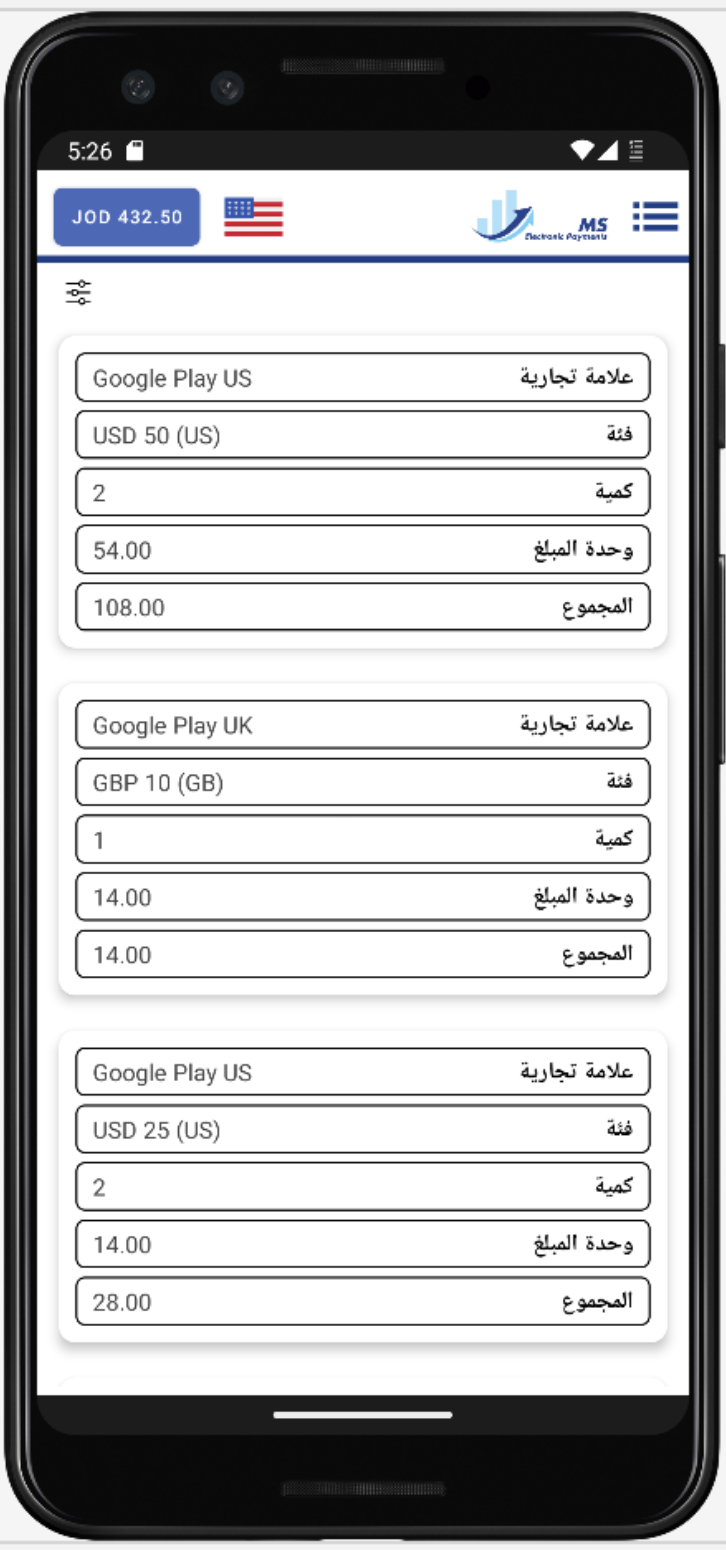 5:26
JOD 432.50
MS
Electronic Payments
علامة تجارية Google Play US
فئة USD 50 (US)
كمية 2
وحدة المبلغ 54.00
المجموع 108.00
علامة تجارية Google Play UK
فئة GBP 10 (GB)
كمية 1
وحدة المبلغ 14.00
المجموع 14.00
علامة تجارية Google Play US
فئة USD 25 (US)
كمية 2
وحدة المبلغ 14.00
المجموع 28.00